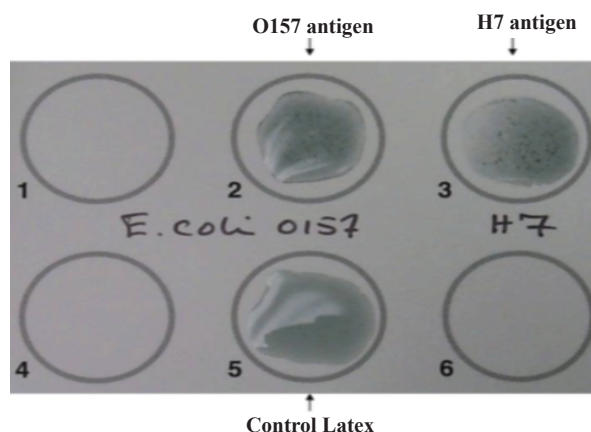 O157 antigen
H7 antigen
1
2
3
E. coli O157
H7
4
5
6
Control Latex